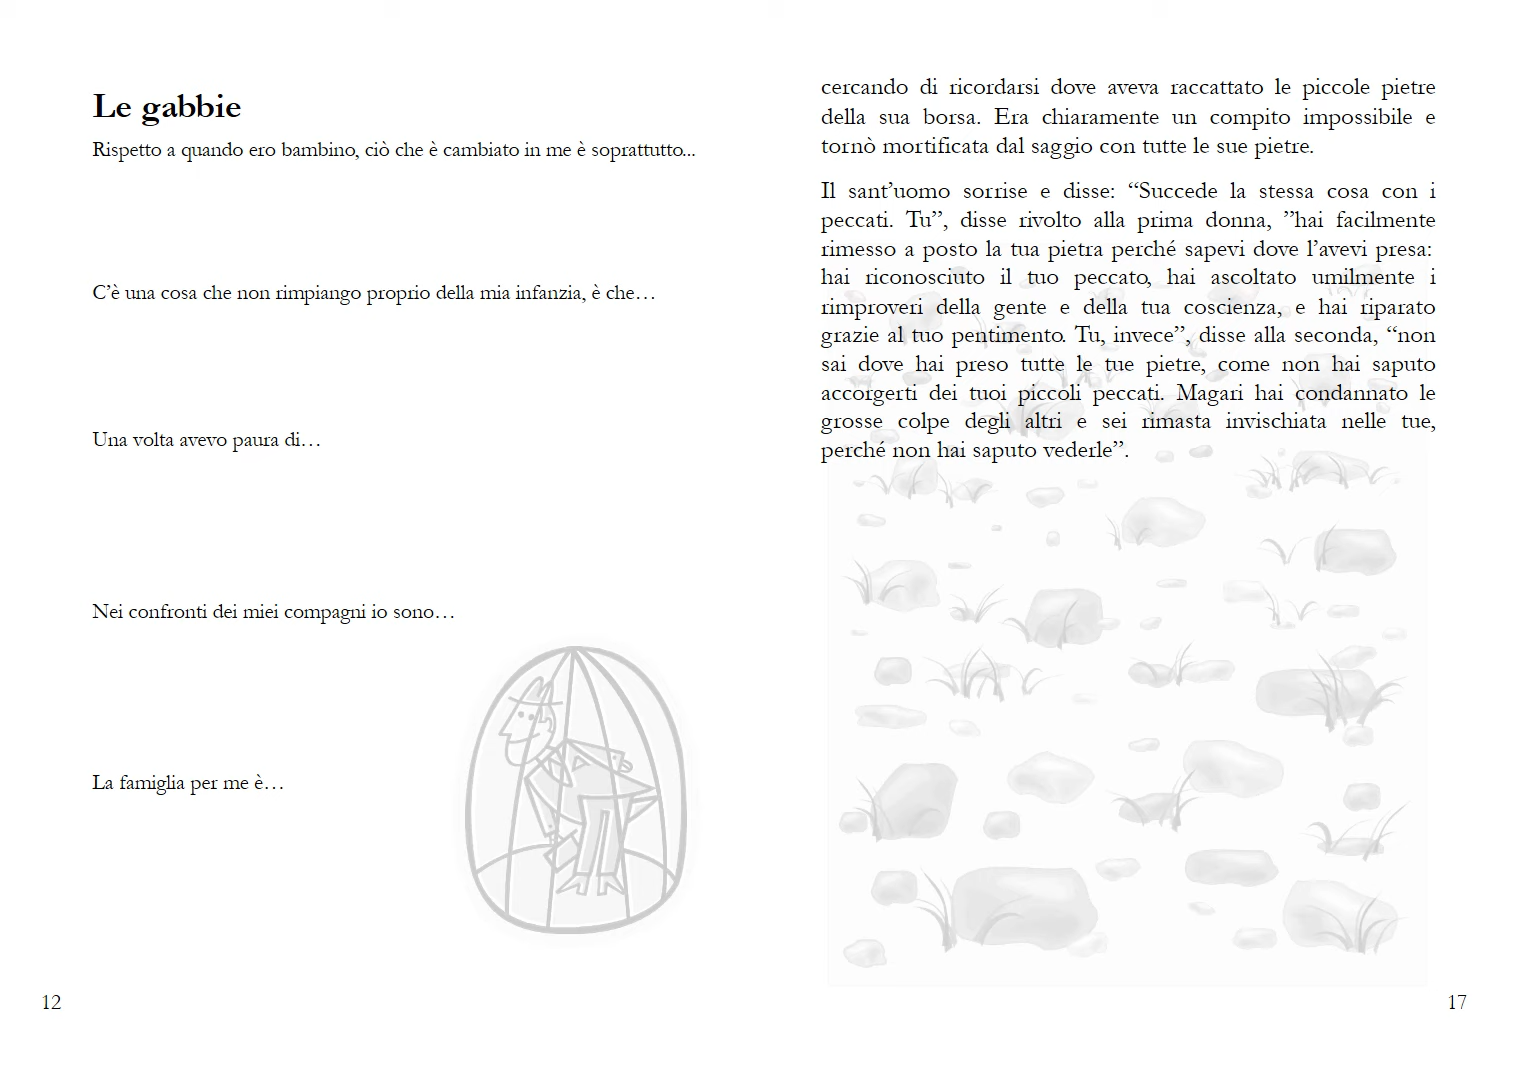 Le gabbie
Rispetto a quando ero bambino, ciò che è cambiato in me è soprattutto...
C’è una cosa che non rimpiango proprio della mia infanzia, è che…
Una volta avevo paura di…
Nei confronti dei miei compagni io sono…
La famiglia per me è…
12
cercando di ricordarsi dove aveva raccattato le piccole pietre
della sua borsa. Era chiaramente un compito impossibile e
tornò mortificata dal saggio con tutte le sue pietre.
Il sant’uomo sorrise e disse: “Succede la stessa cosa con i
peccati. Tu”, disse rivolto alla prima donna, ”hai facilmente
rimesso a posto la tua pietra perché sapevi dove l’avevi presa:
hai riconosciuto il tuo peccato, hai ascoltato umilmente i
rimproveri della gente e della tua coscienza, e hai riparato
grazie al tuo pentimento. Tu, invece”, disse alla seconda, “non
sai dove hai preso tutte le tue pietre, come non hai saputo
accorgerti dei tuoi piccoli peccati. Magari hai condannato le
grosse colpe degli altri e sei rimasta invischiata nelle tue,
perché non hai saputo vederle”.
17